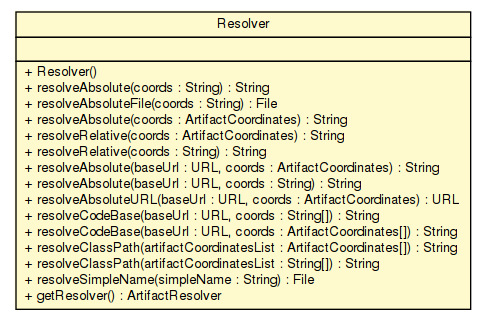 Resolver
+ Resolver()
+ resolveAbsolute(coords : String) : String
+ resolveAbsoluteFile(coords : String) : File
+ resolveAbsolute(coords : ArtifactCoordinates) : String
+ resolveRelative(coords : ArtifactCoordinates) : String
+ resolveRelative(coords : String) : String
+ resolveAbsolute(baseUrl : URL, coords : ArtifactCoordinates) : String
+ resolveAbsolute(baseUrl : URL, coords : String) : String
+ resolveAbsoluteURL(baseUrl : URL, coords : ArtifactCoordinates) : URL
+ resolveCodeBase(baseUrl : URL, coords : String[]) : String
+ resolveCodeBase(baseUrl : URL, coords : ArtifactCoordinates[]) : String
+ resolveClassPath(artifactCoordinatesList : ArtifactCoordinates[]) : String
+ resolveClassPath(artifactCoordinatesList : String[]) : String
+ resolveSimpleName(simpleName : String) : File
+ getResolver() : ArtifactResolver